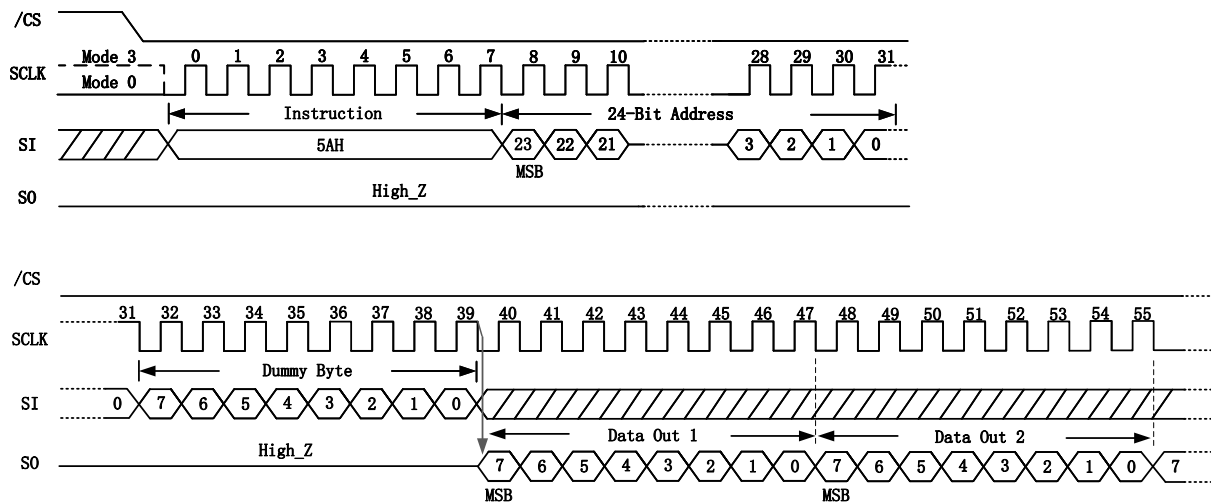 /CS
0 1 2 3 4 5 6 7 8 9 10 28 29 30 31
Mode 3
SCLK
Mode 0
Instruction 24-Bit Address
SI 5AH 23 22 21 3 2 1 0
MSB
High_Z
SO
/CS
31 32 33 34 35 36 37 38 39 40 41 42 43 44 45 46 47 48 49 50 51 52 53 54 55
SCLK
Dummy Byte
SI 0 7 6 5 4 3 2 1 0
Data Out 1 Data Out 2
High_Z
SO 7 6 5 4 3 2 1 0 7 6 5 4 3 2 1 0 7
MSB MSB